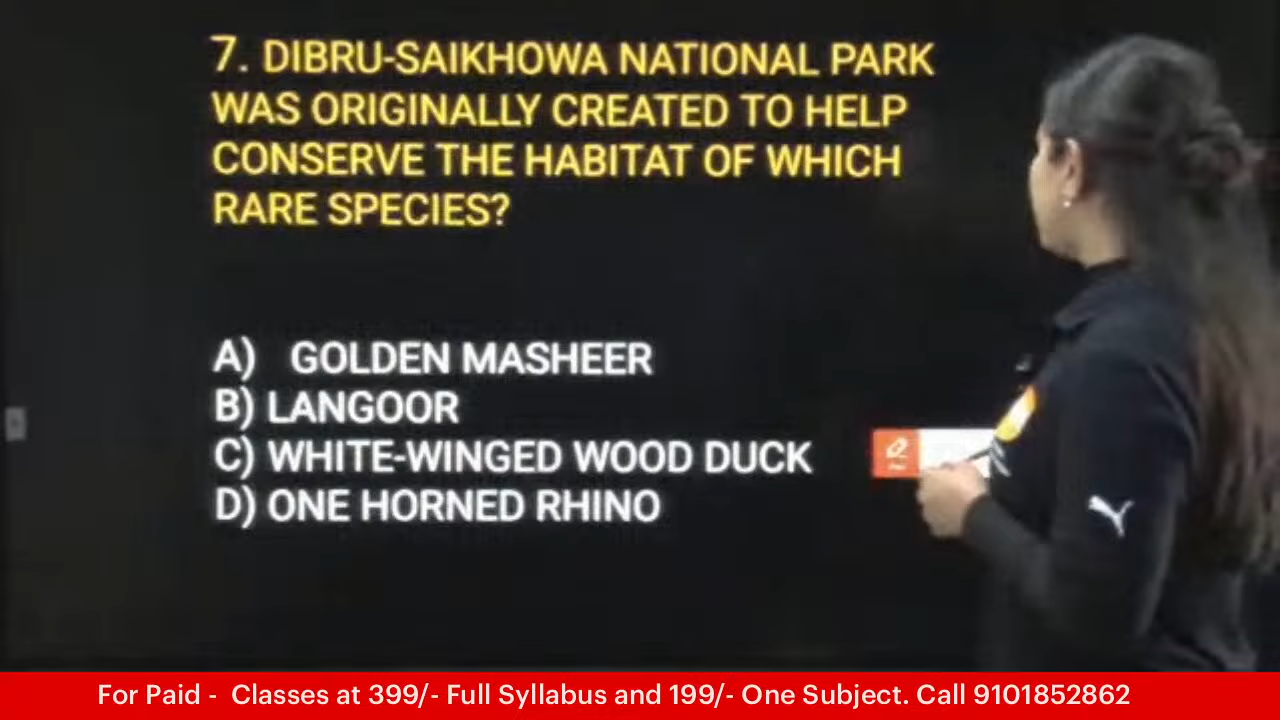 7. DIBRU-SAIKHOWA NATIONAL PARK
WAS ORIGINALLY CREATED TO HELP
CONSERVE THE HABITAT OF WHICH
RARE SPECIES?
A) GOLDEN MASHEER
B) LANGOOR
C) WHITE-WINGED WOOD DUCK
D) ONE HORNED RHINO
For Paid - Classes at 399/- Full Syllabus and 199/- One Subject. Call 9101852862